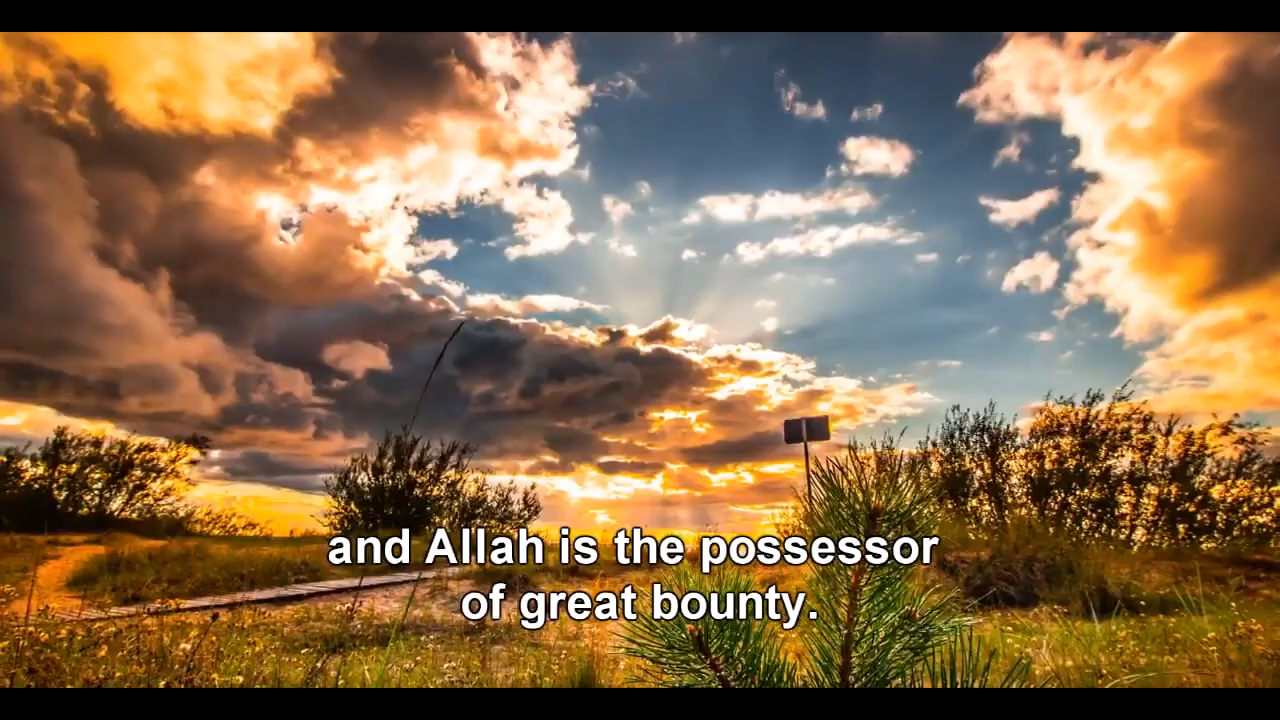 and Allah is the possessor
of great bounty.